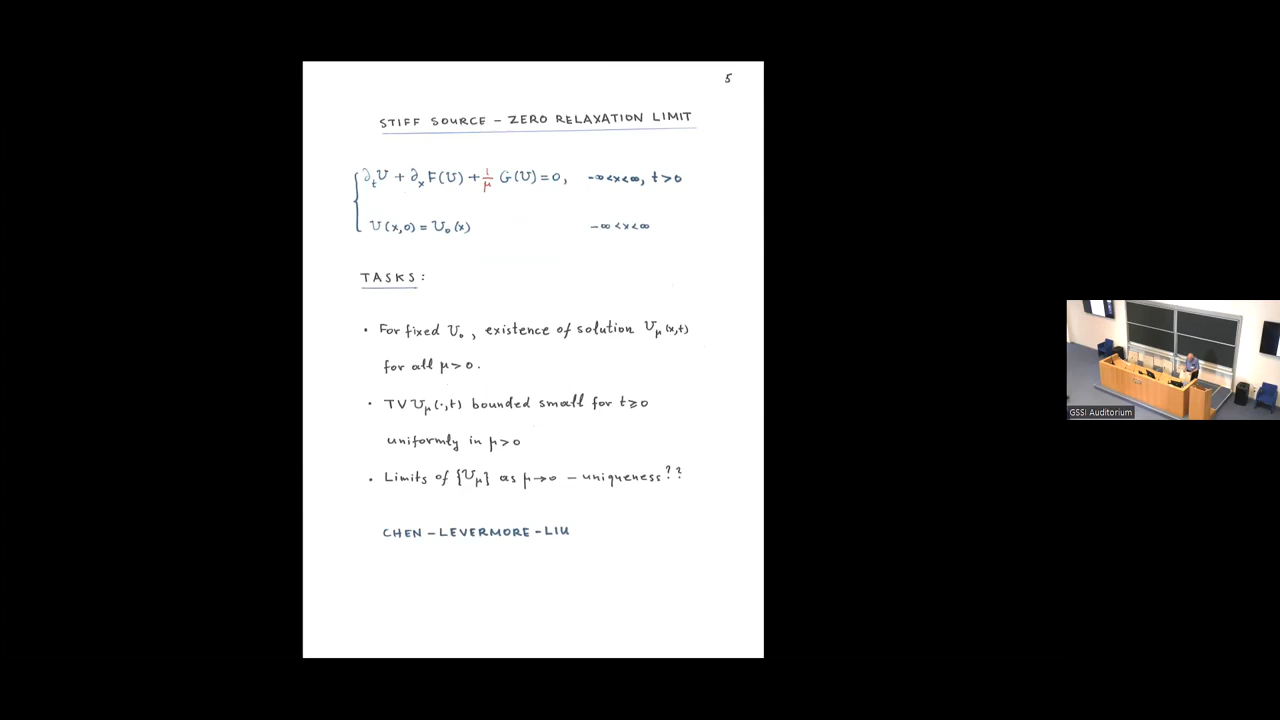 5
STIFF SOURCE – ZERO RELAXATION LIMIT
∂ₜU + ∂ₓF(U) + 1/μ G(U) = 0, -∞<x<∞, t>0
U(x,0) = U₀(x) -∞<x<∞
TASKS:
• For fixed U₀, existence of solution U_μ(x,t)
for all μ>0.
• TV U_μ(·,t) bounded small for t⩾0
uniformly in μ>0
• Limits of {U_μ} as μ→0 – uniqueness??
CHEN – LEVERMORE – LIU
GSSI Auditorium